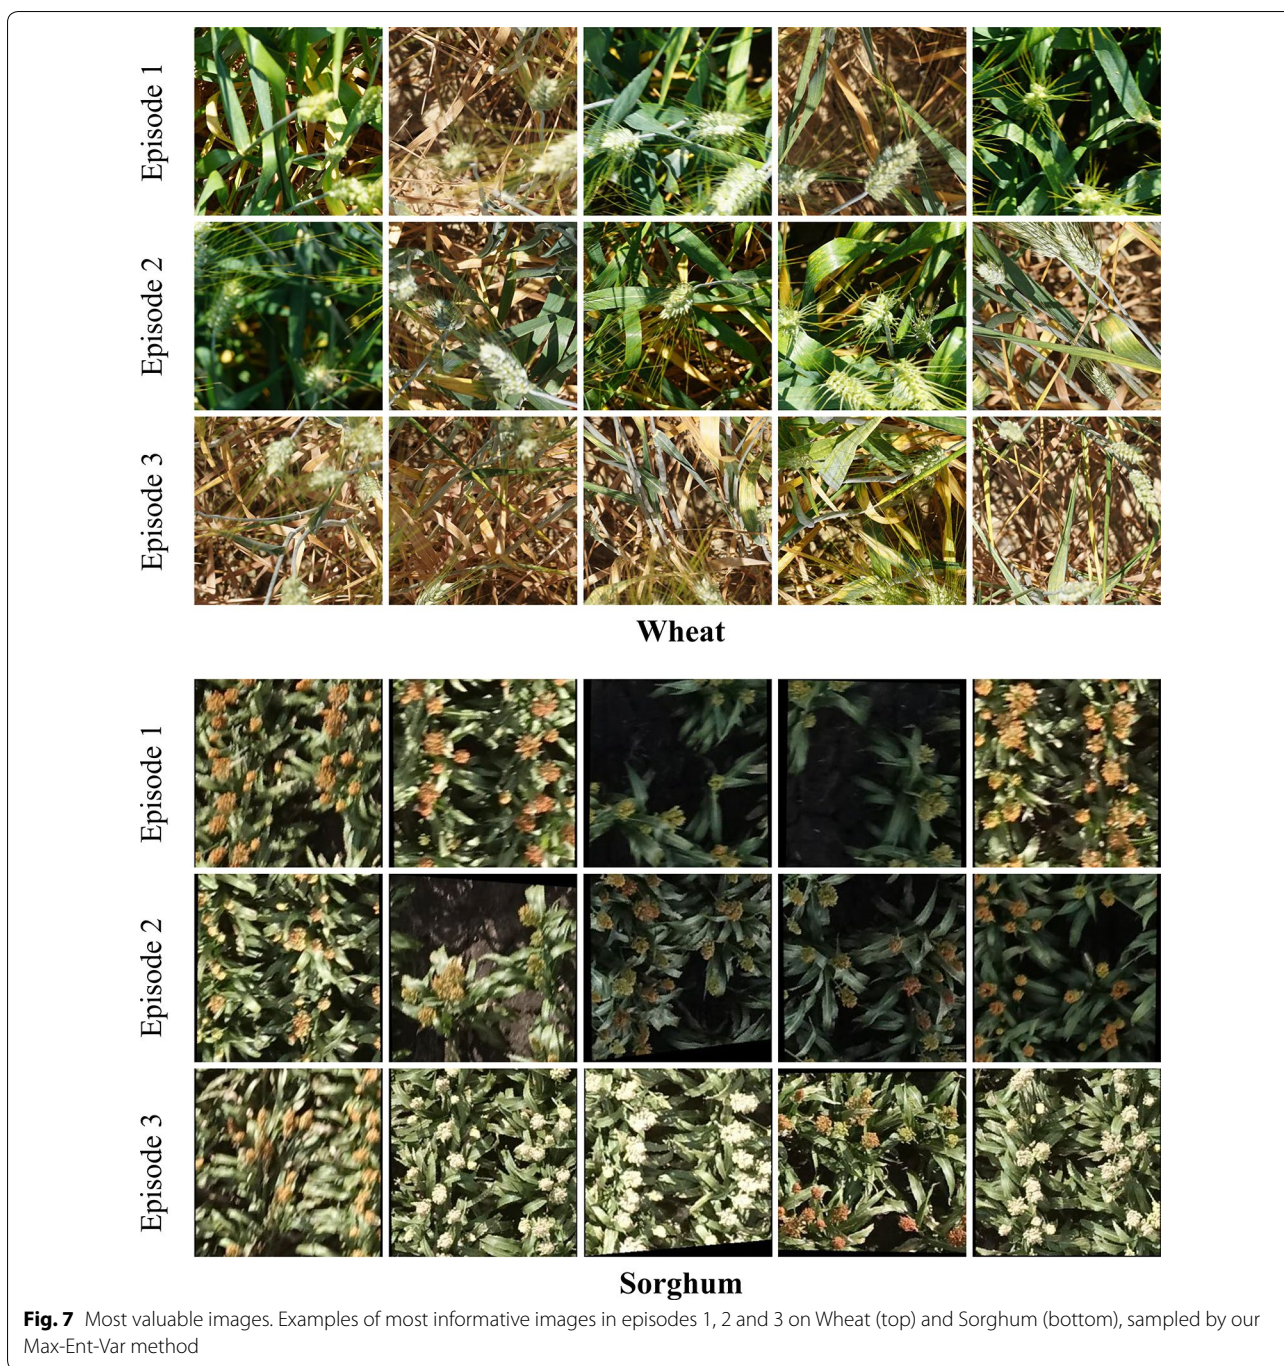 Episode 1
Episode 2
Episode 3
Wheat
Episode 1
Episode 2
Episode 3
Sorghum
Fig. 7 Most valuable images. Examples of most informative images in episodes 1, 2 and 3 on Wheat (top) and Sorghum (bottom), sampled by our
Max-Ent-Var method